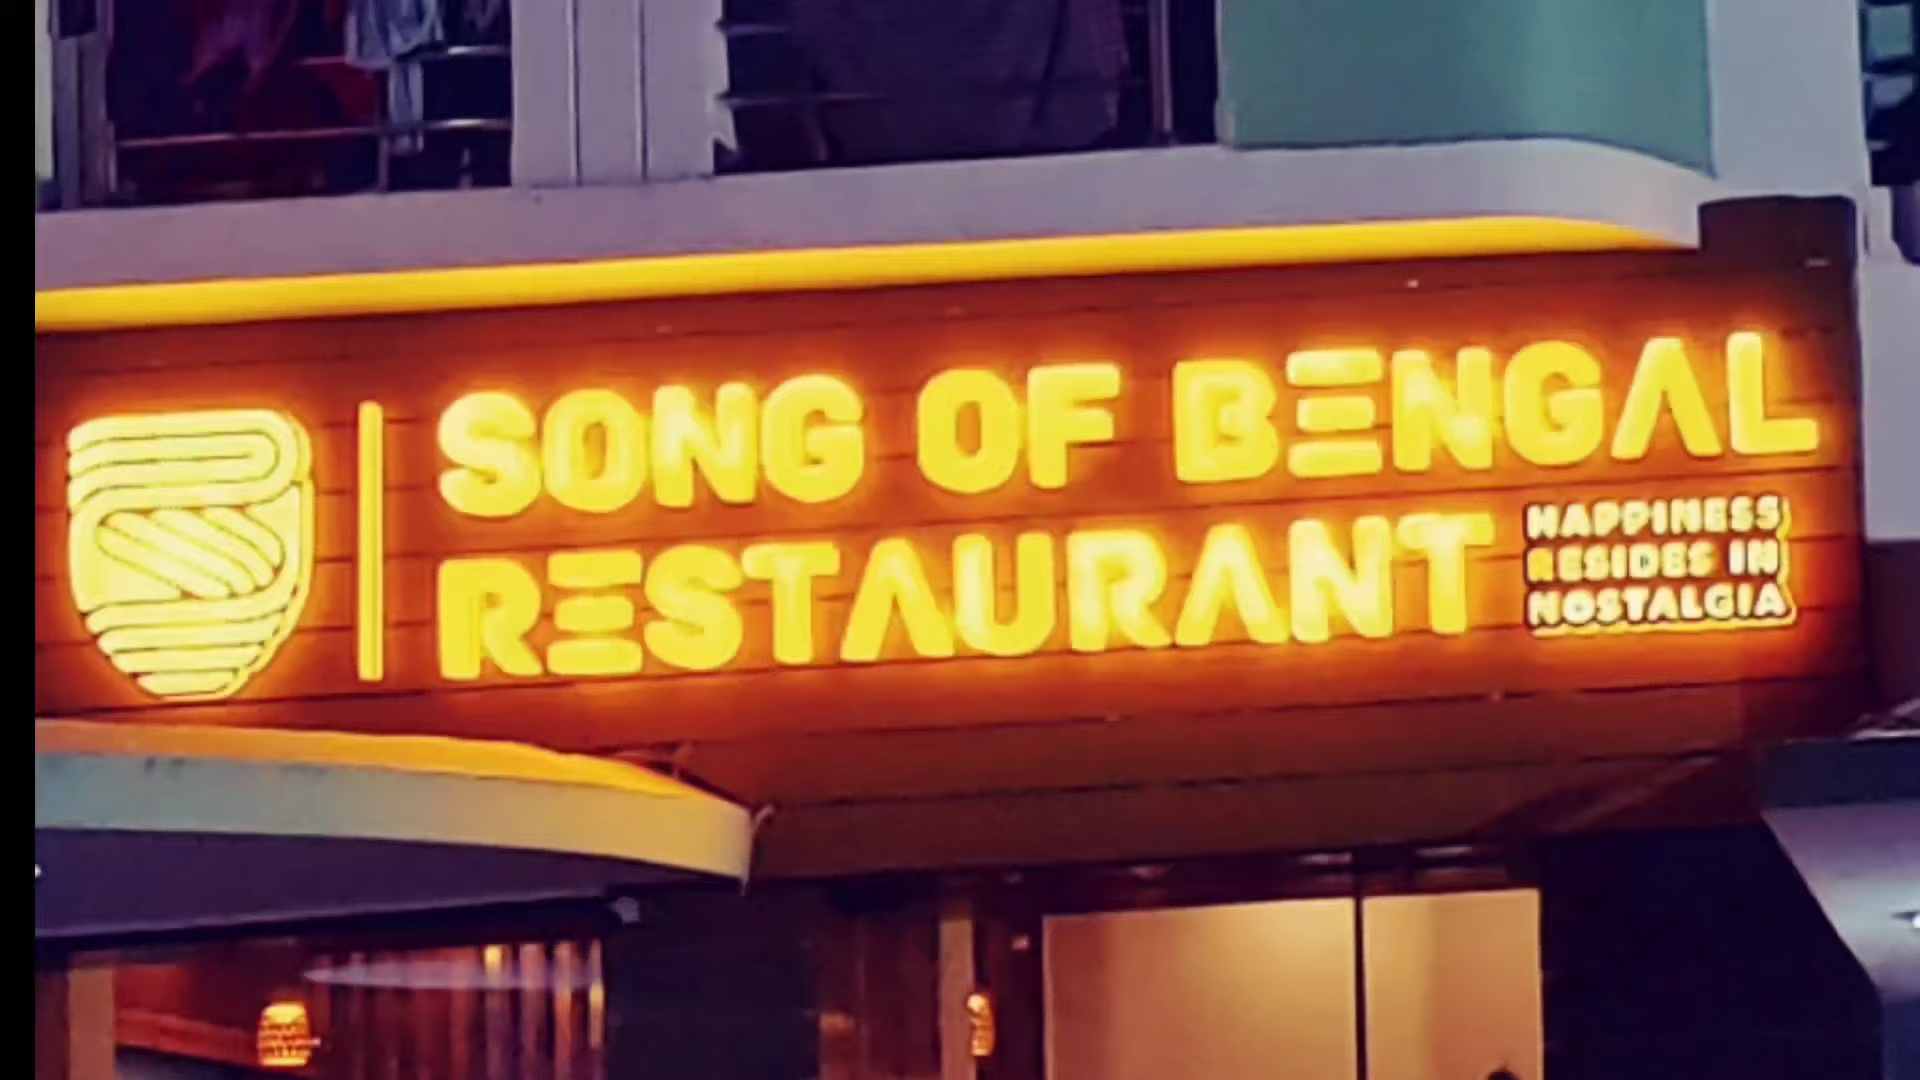 SONG OF BENGAL
RESTAURANT
HAPPINESS
RESIDES IN
NOSTALGIA